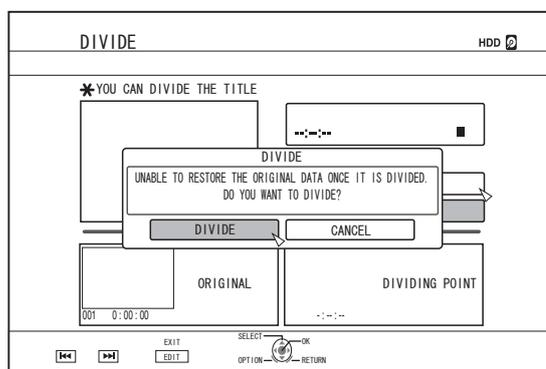 DIVIDE
HDD
*YOU CAN DIVIDE THE TITLE
--:--:--
DIVIDE
UNABLE TO RESTORE THE ORIGINAL DATA ONCE IT IS DIVIDED.
DO YOU WANT TO DIVIDE?
DIVIDE
CANCEL
ORIGINAL
001 0:00:00
DIVIDING POINT
-:--:--
EXIT
EDIT
SELECT
OK
OPTION
RETURN